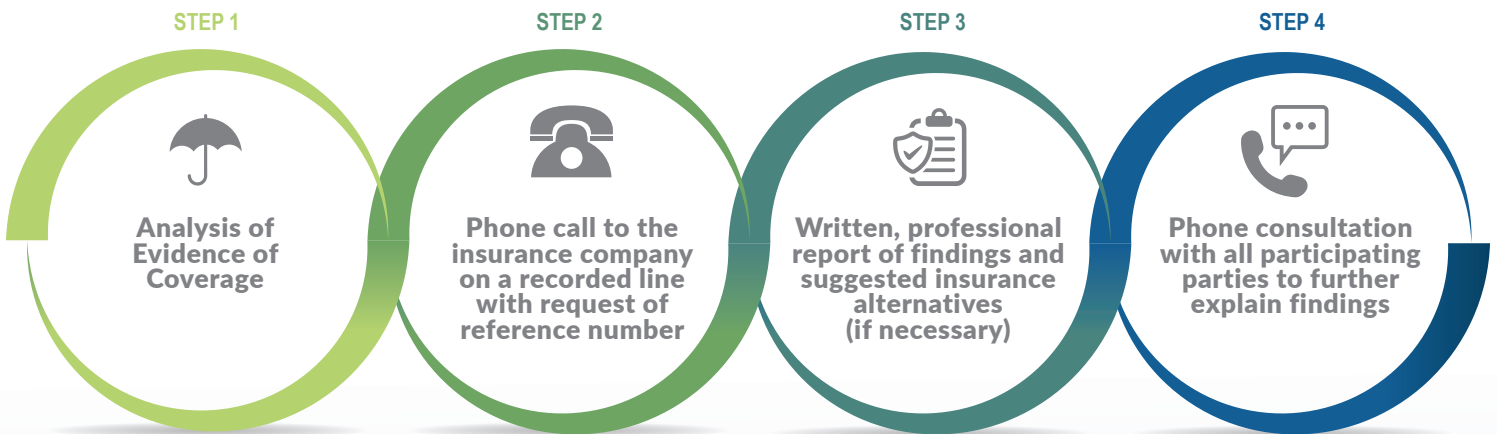 STEP 1
Analysis of
Evidence of
Coverage
STEP 2
Phone call to the
insurance company
on a recorded line
with request of
reference number
STEP 3
Written, professional
report of findings and
suggested insurance
alternatives
(if necessary)
STEP 4
Phone consultation
with all participating
parties to further
explain findings